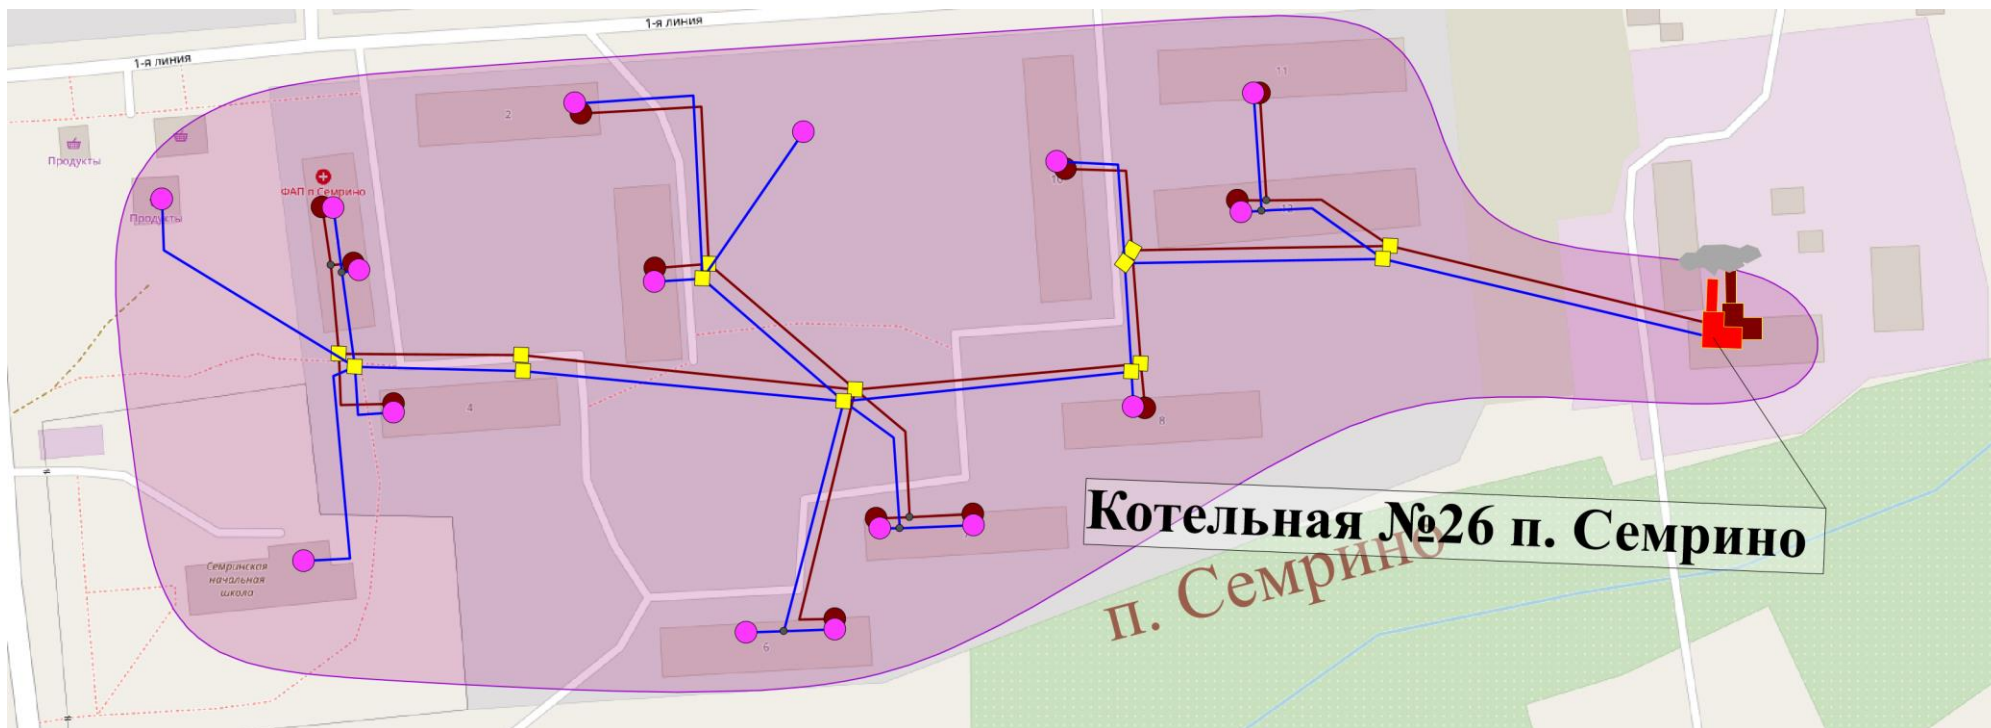 1-я линия
1-я линия
11
2
Продукты
ФАП п Семрино
10
Продукты
12
4
8
Котельная №26 п. Семрино
п. Семрино
Семринская
начальная
школа
6